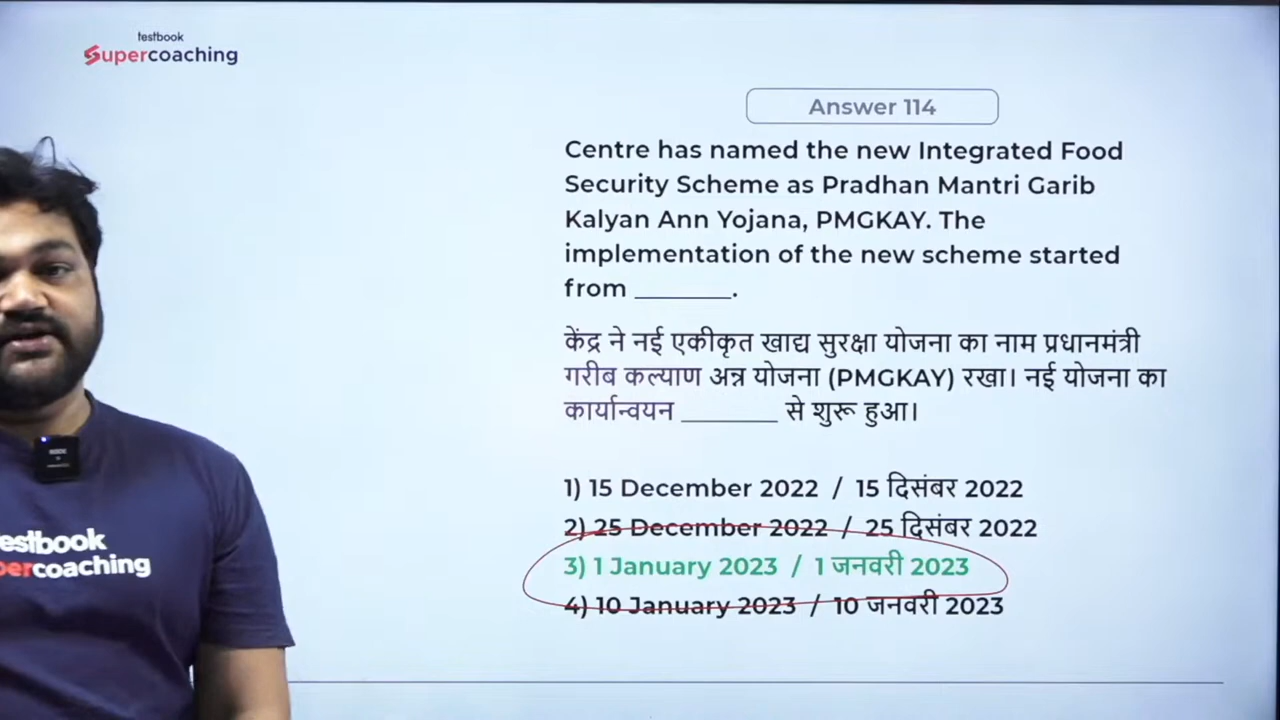 testbook
Supercoaching
Answer 114
Centre has named the new Integrated Food
Security Scheme as Pradhan Mantri Garib
Kalyan Ann Yojana, PMGKAY. The
implementation of the new scheme started
from _______.
केंद्र ने नई एकीकृत खाद्य सुरक्षा योजना का नाम प्रधानमंत्री
गरीब कल्याण अन्न योजना (PMGKAY) रखा। नई योजना का
कार्यान्वयन _______ से शुरू हुआ।
1) 15 December 2022 / 15 दिसंबर 2022
2) 25 December 2022 / 25 दिसंबर 2022
3) 1 January 2023 / 1 जनवरी 2023
4) 10 January 2023 / 10 जनवरी 2023
estbook
percoaching